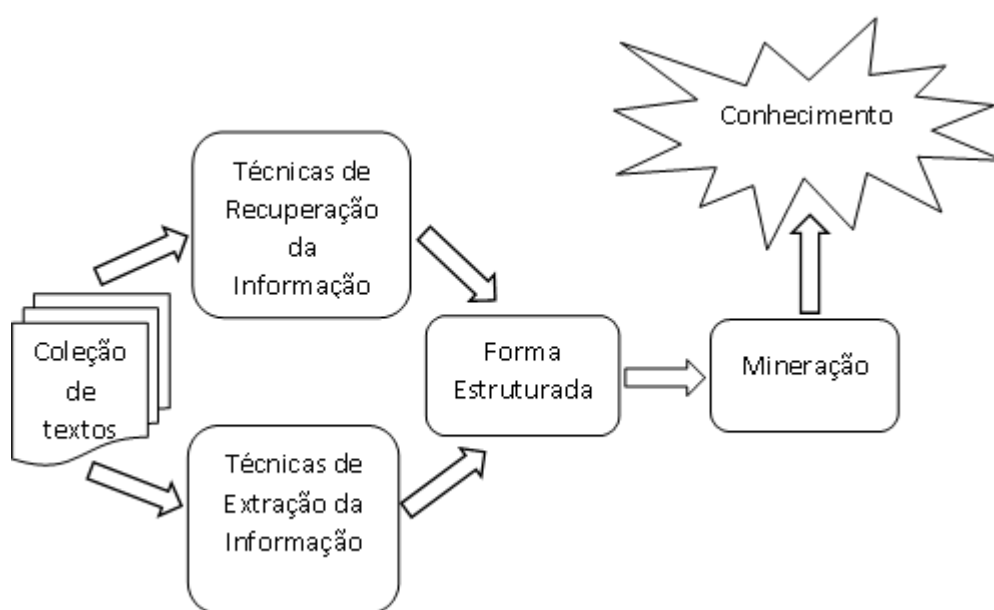 Coleção
de
textos
Técnicas de
Recuperação
da
Informação
Técnicas de
Extração da
Informação
Forma
Estruturada
Mineração
Conhecimento